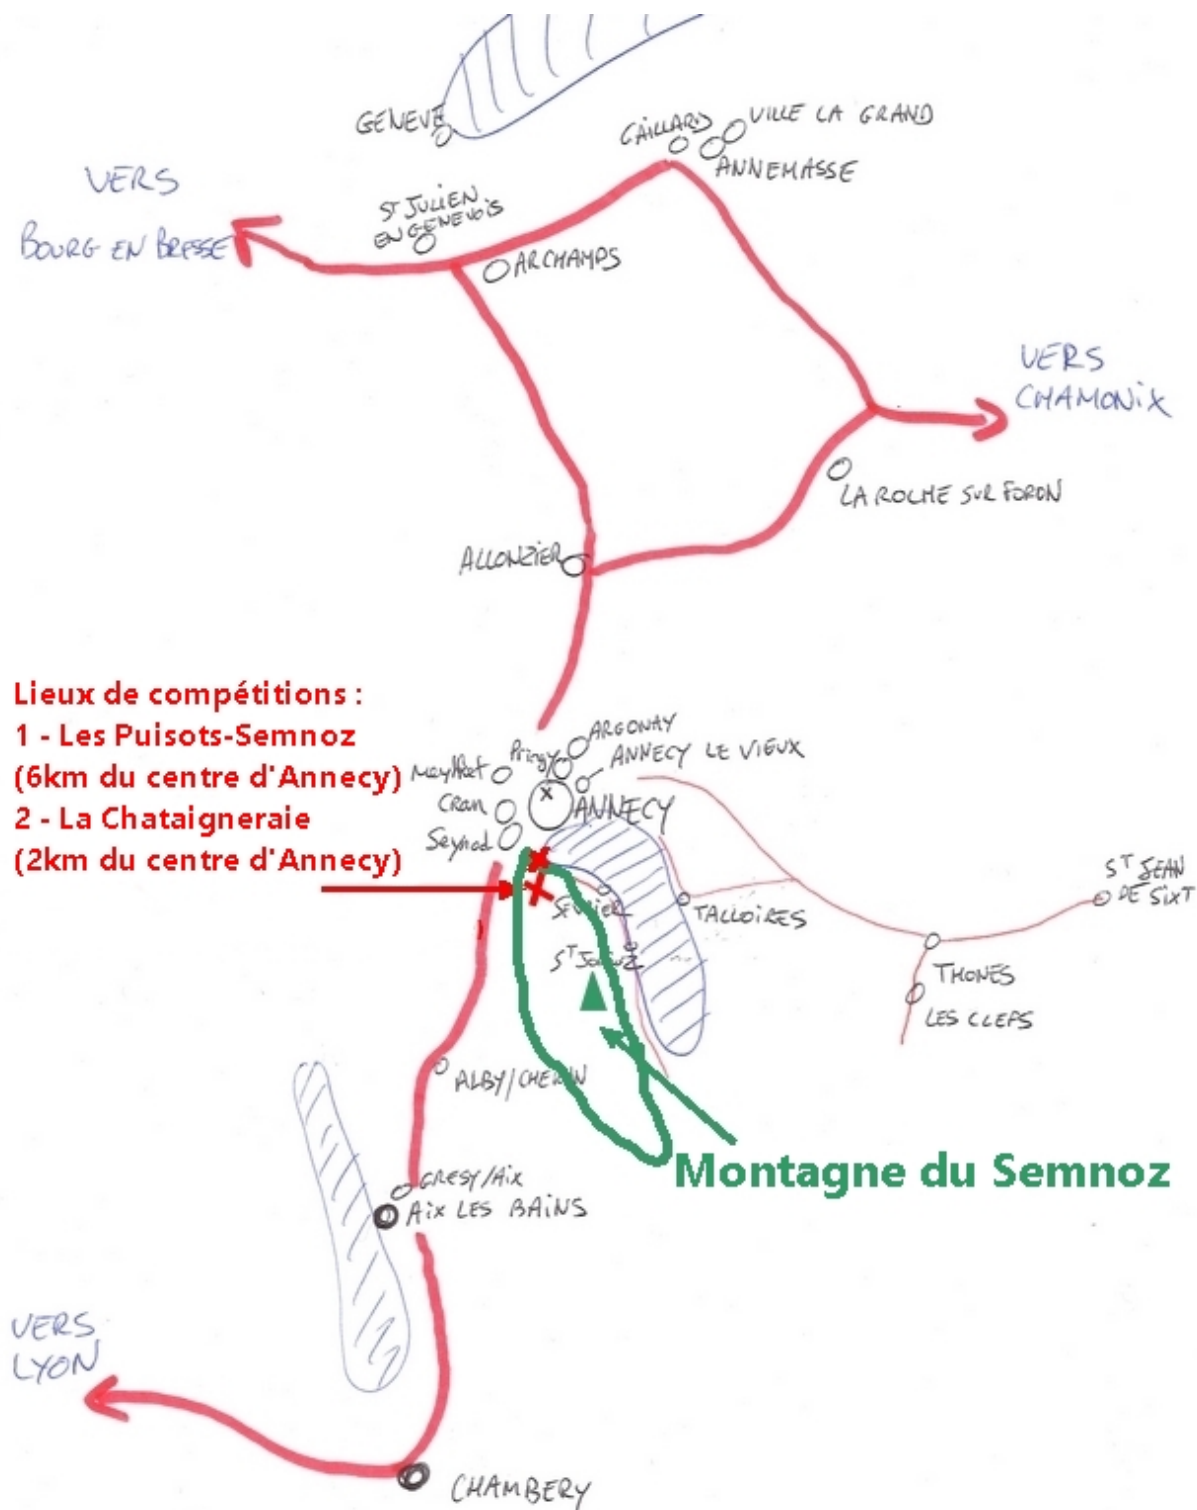 GENEVE
GAILLARD
VILLE LA GRAND
ANNEMASSE
VERS
BOURG EN BRESSE
ST JULIEN
EN GENEVOIS
ARCHAMPS
VERS
CHAMONIX
LA ROCHE SUR FORON
ALLONZIER
Lieux de compétitions :
1 - Les Puisots-Semnoz
(6km du centre d'Annecy)
2 - La Chataigneraie
(2km du centre d'Annecy)
ARGONAY
Pringy
ANNECY LE VIEUX
Meythet
x
Cran
ANNECY
Seynod
ST JEAN
DE SIXT
SEVRIER
TALLOIRES
ST JORIOZ
THONES
LES CLEFS
ALBY/CHERAN
Montagne du Semnoz
GRESY/Aix
Aix LES BAINS
VERS
LYON
CHAMBERY